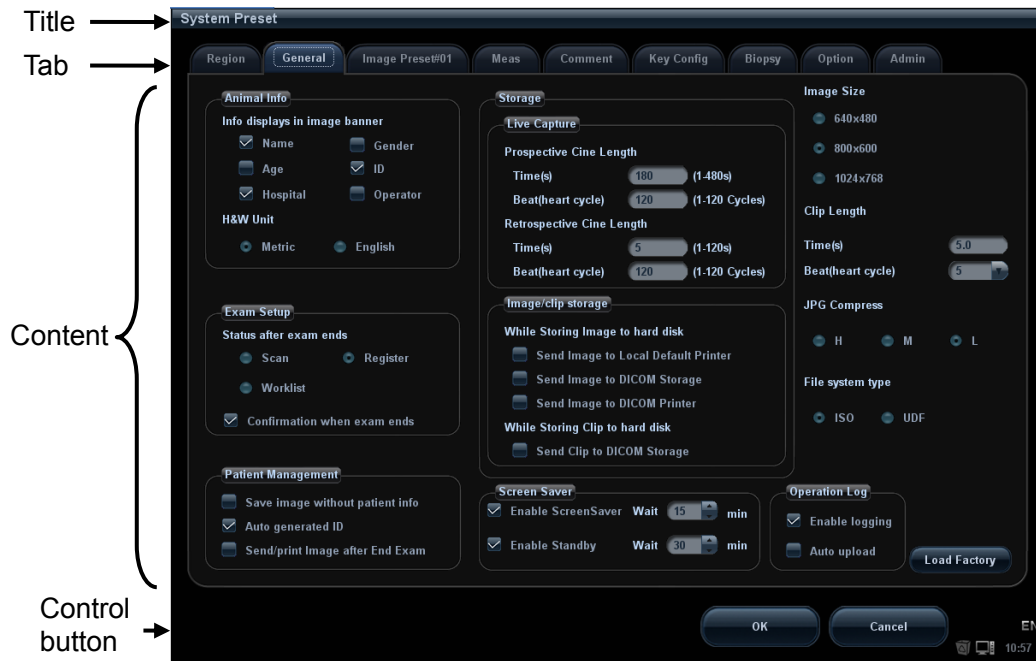 Title
System Preset
Tab
Region General Image Preset#01 Meas Comment Key Config Biopsy Option Admin
Content
Animal Info
Info displays in image banner
Name Gender
Age ID
Hospital Operator
H&W Unit
Metric English
Exam Setup
Status after exam ends
Scan Register
Worklist
Confirmation when exam ends
Patient Management
Save image without patient info
Auto generated ID
Send/print Image after End Exam
Storage
Live Capture
Prospective Cine Length
Time(s) 180 (1-480s)
Beat(heart cycle) 120 (1-120 Cycles)
Retrospective Cine Length
Time(s) 5 (1-120s)
Beat(heart cycle) 120 (1-120 Cycles)
Image/clip storage
While Storing Image to hard disk
Send Image to Local Default Printer
Send Image to DICOM Storage
Send Image to DICOM Printer
While Storing Clip to hard disk
Send Clip to DICOM Storage
Screen Saver
Enable ScreenSaver Wait 15 min
Enable Standby Wait 30 min
Image Size
640x480
800x600
1024x768
Clip Length
Time(s) 5.0
Beat(heart cycle) 5
JPG Compress
H M L
File system type
ISO UDF
Operation Log
Enable logging
Auto upload
Load Factory
Control
button
OK Cancel
EN
10:57